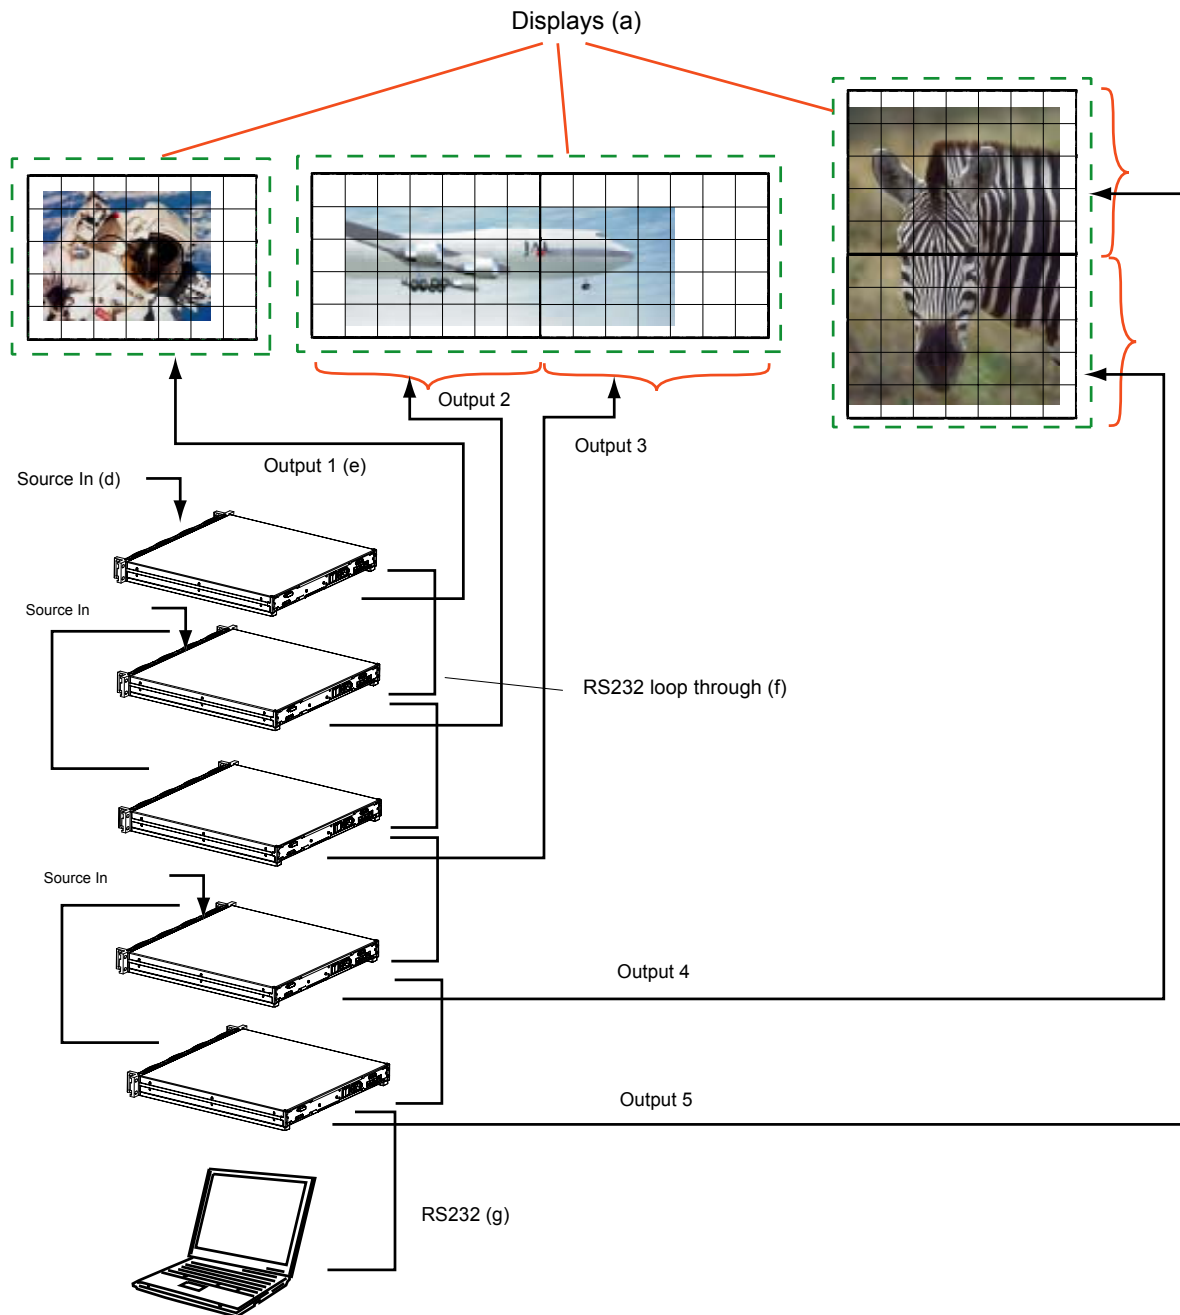 Displays (a)
Output 2
Output 3
Output 1 (e)
Source In (d)
Source In
RS232 loop through (f)
Source In
Output 4
Output 5
RS232 (g)